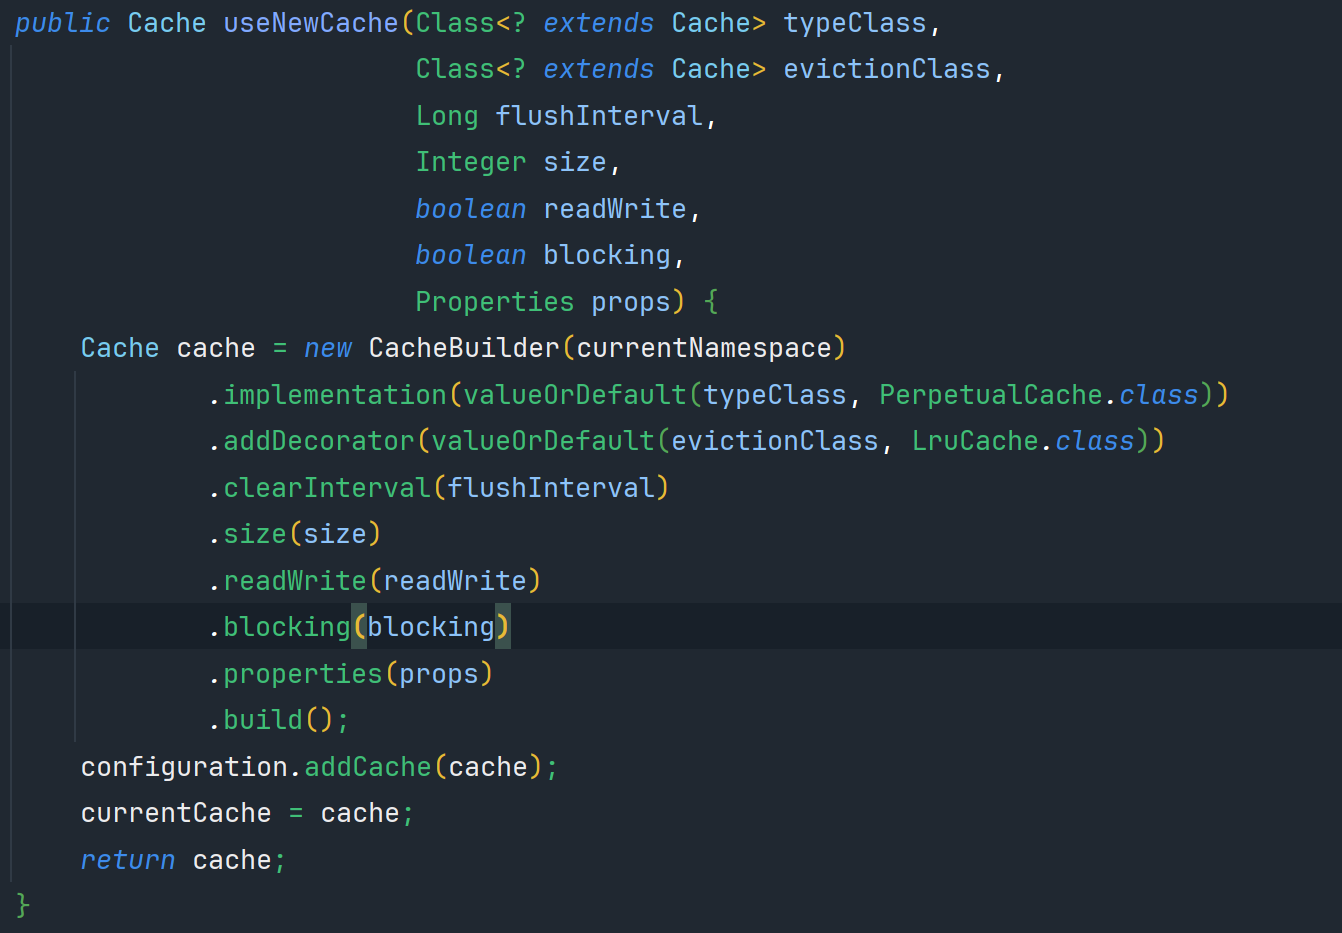 public Cache useNewCache(Class<? extends Cache> typeClass,
Class<? extends Cache> evictionClass,
Long flushInterval,
Integer size,
boolean readWrite,
boolean blocking,
Properties props) {
Cache cache = new CacheBuilder(currentNamespace)
.implementation(valueOrDefault(typeClass, PerpetualCache.class))
.addDecorator(valueOrDefault(evictionClass, LruCache.class))
.clearInterval(flushInterval)
.size(size)
.readWrite(readWrite)
.blocking(blocking)
.properties(props)
.build();
configuration.addCache(cache);
currentCache = cache;
return cache;
}